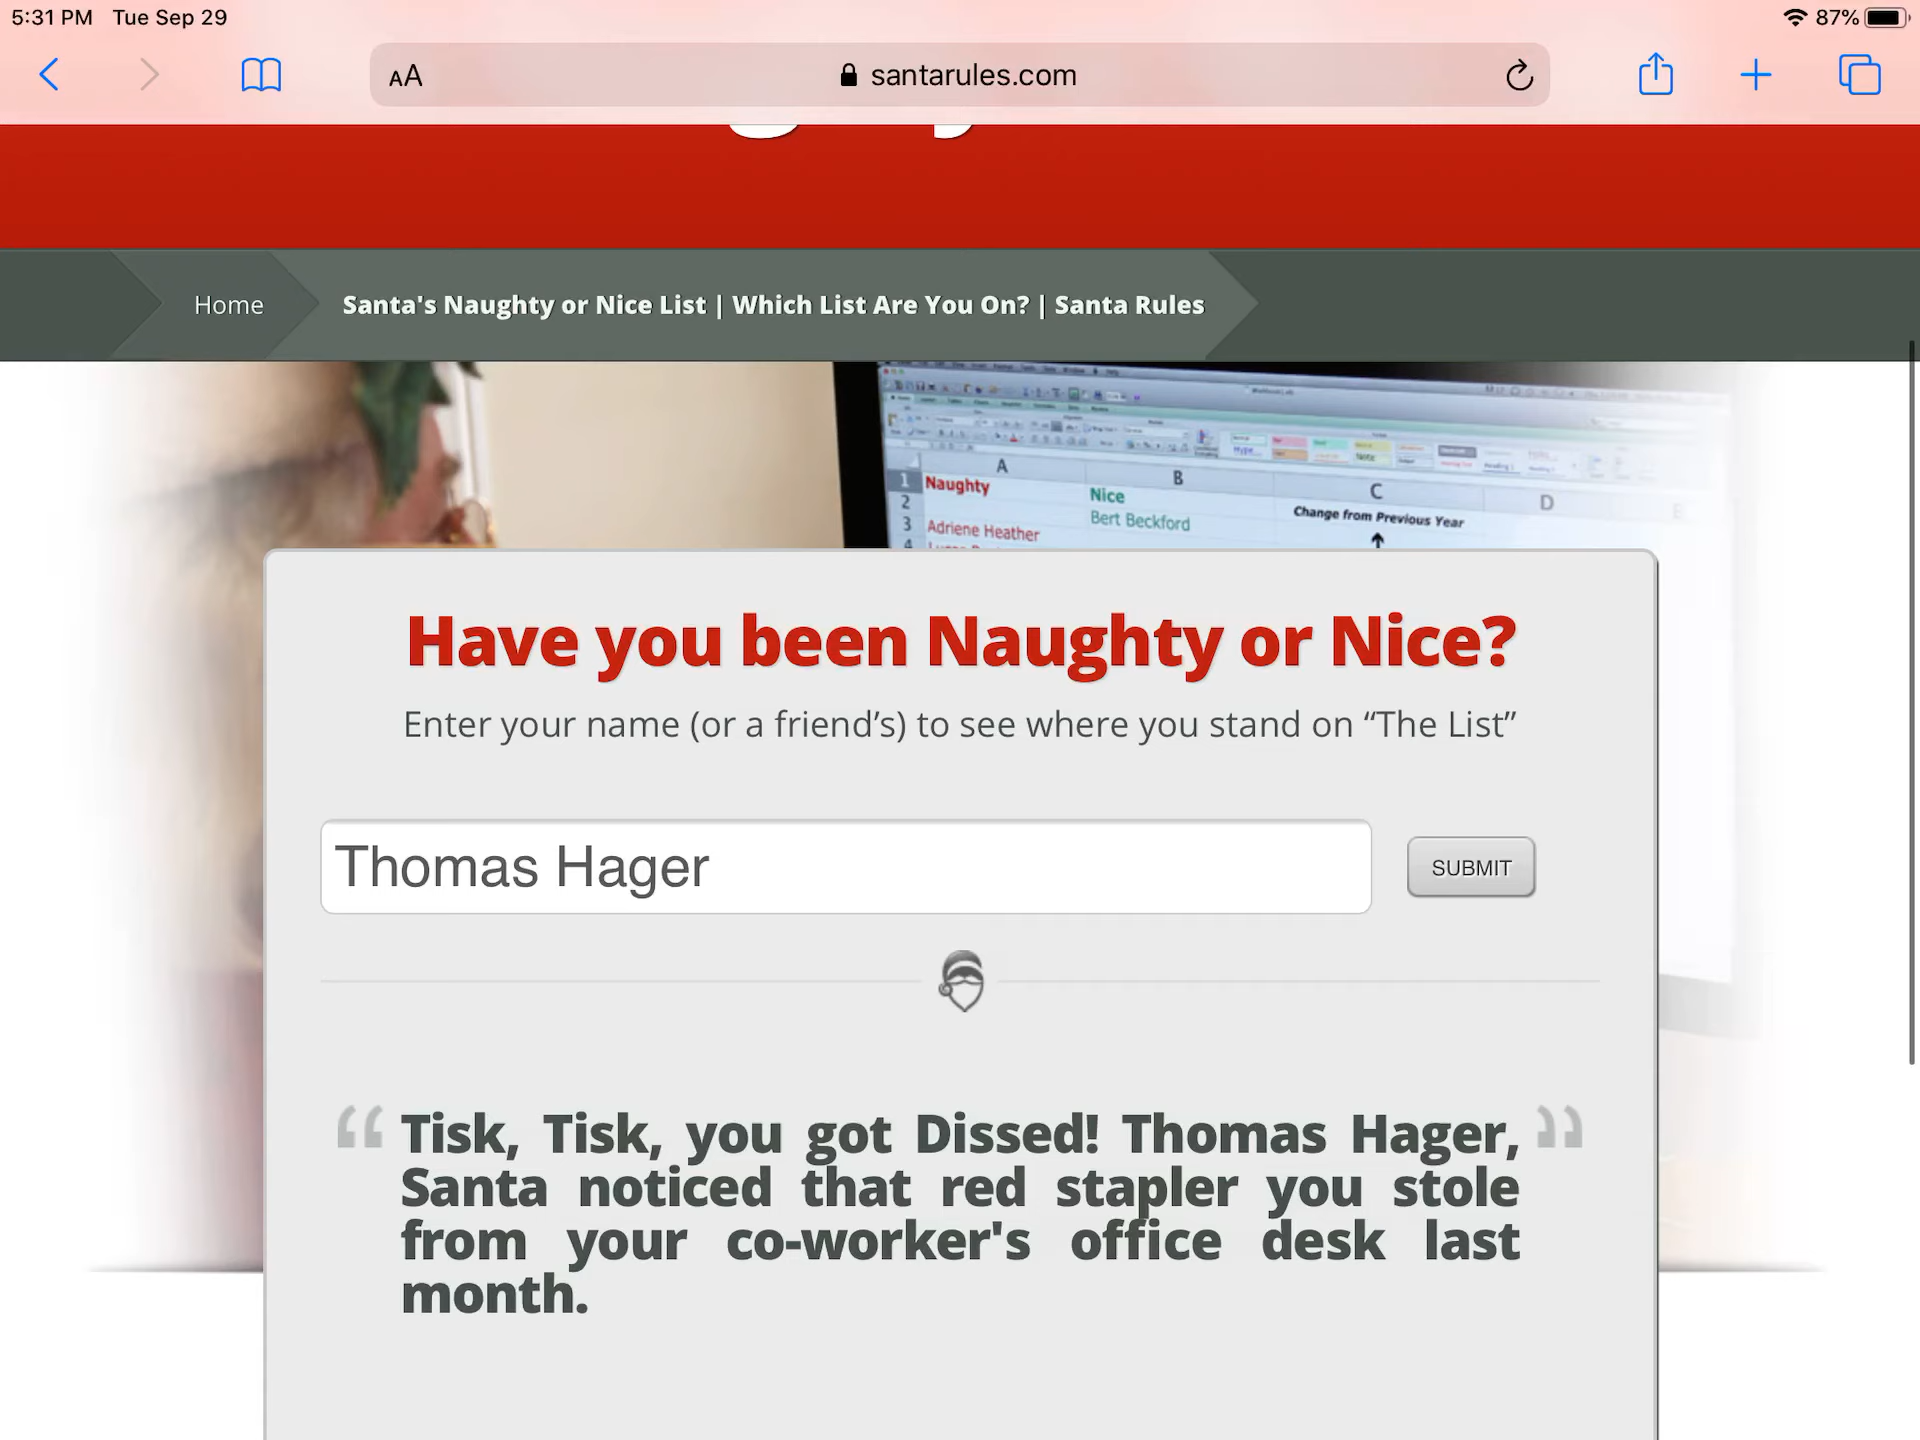 5:31 PM Tue Sep 29
87%
AA
santarules.com
Home
Santa's Naughty or Nice List | Which List Are You On? | Santa Rules
A
B
C
D
1
Naughty
Nice
Change from Previous Year
2
Bert Beckford
3
Adriene Heather
4
Have you been Naughty or Nice?
Enter your name (or a friend’s) to see where you stand on “The List”
Thomas Hager
SUBMIT
“Tisk, Tisk, you got Dissed! Thomas Hager,”
Santa noticed that red stapler you stole
from your co-worker's office desk last
month.